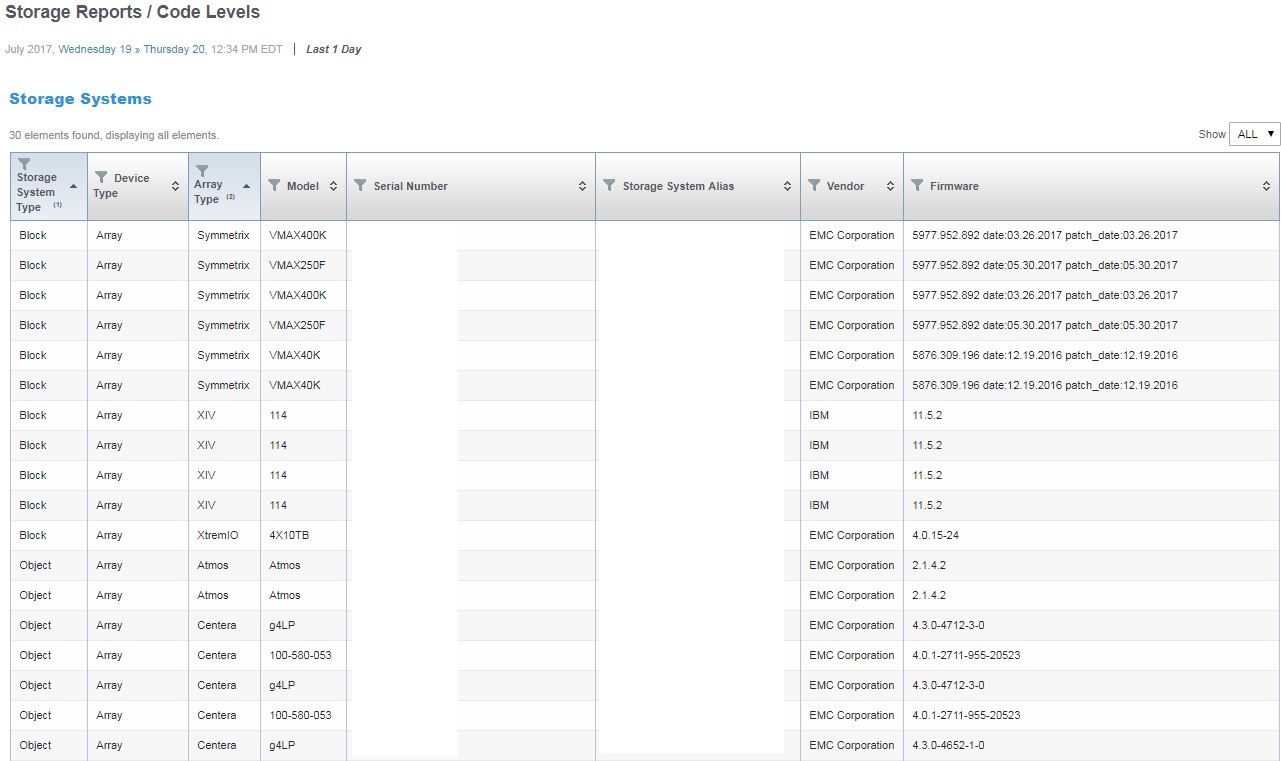 Storage Reports / Code Levels
July 2017, Wednesday 19 » Thursday 20, 12:34 PM EDT | Last 1 Day
Storage Systems
30 elements found, displaying all elements.
Show ALL ▼
Storage System Type (1) Device Type Array Type (2) Model Serial Number Storage System Alias Vendor Firmware
Block Array Symmetrix VMAX400K EMC Corporation 5977.952.892 date:03.26.2017 patch_date:03.26.2017
Block Array Symmetrix VMAX250F EMC Corporation 5977.952.892 date:05.30.2017 patch_date:05.30.2017
Block Array Symmetrix VMAX400K EMC Corporation 5977.952.892 date:03.26.2017 patch_date:03.26.2017
Block Array Symmetrix VMAX250F EMC Corporation 5977.952.892 date:05.30.2017 patch_date:05.30.2017
Block Array Symmetrix VMAX40K EMC Corporation 5876.309.196 date:12.19.2016 patch_date:12.19.2016
Block Array Symmetrix VMAX40K EMC Corporation 5876.309.196 date:12.19.2016 patch_date:12.19.2016
Block Array XIV 114 IBM 11.5.2
Block Array XIV 114 IBM 11.5.2
Block Array XIV 114 IBM 11.5.2
Block Array XIV 114 IBM 11.5.2
Block Array XtremIO 4X10TB EMC Corporation 4.0.15-24
Object Array Atmos Atmos EMC Corporation 2.1.4.2
Object Array Atmos Atmos EMC Corporation 2.1.4.2
Object Array Centera g4LP EMC Corporation 4.3.0-4712-3-0
Object Array Centera 100-580-053 EMC Corporation 4.0.1-2711-955-20523
Object Array Centera g4LP EMC Corporation 4.3.0-4712-3-0
Object Array Centera 100-580-053 EMC Corporation 4.0.1-2711-955-20523
Object Array Centera g4LP EMC Corporation 4.3.0-4652-1-0